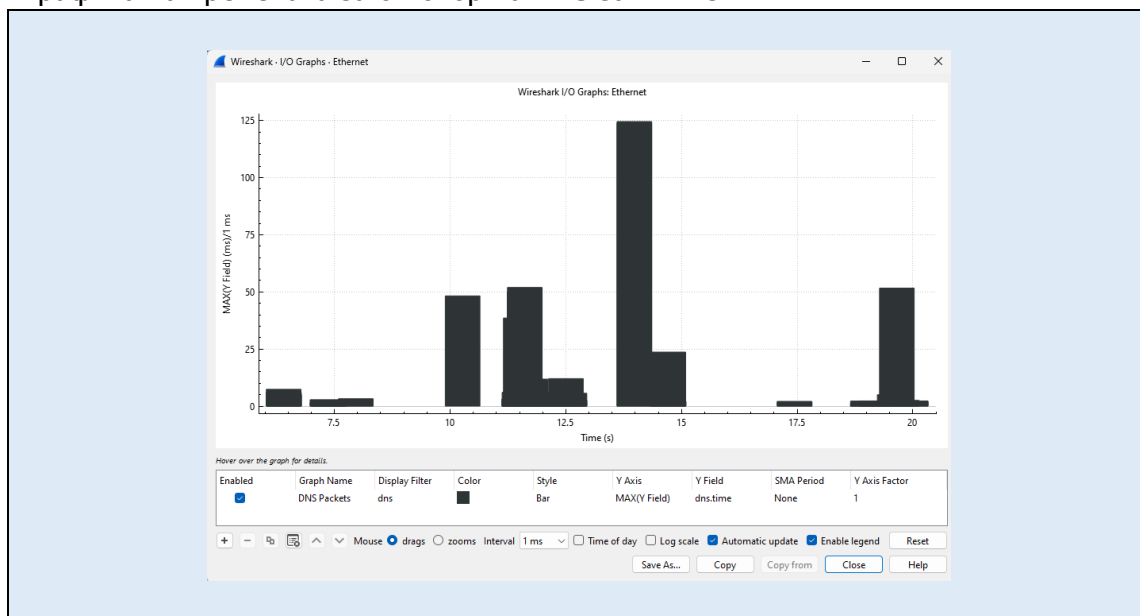 Wireshark · I/O Graphs · Ethernet
Wireshark I/O Graphs: Ethernet
MAX(Y Field) (ms)/1 ms
125
100
75
50
25
0
7.5 10 12.5 15 17.5 20
Time (s)
Hover over the graph for details.
Enabled Graph Name Display Filter Color Style Y Axis Y Field SMA Period Y Axis Factor
DNS Packets dns Bar MAX(Y Field) dns.time None 1
Mouse drags zooms Interval 1 ms Time of day Log scale Automatic update Enable legend Reset
Save As... Copy Copy from Close Help